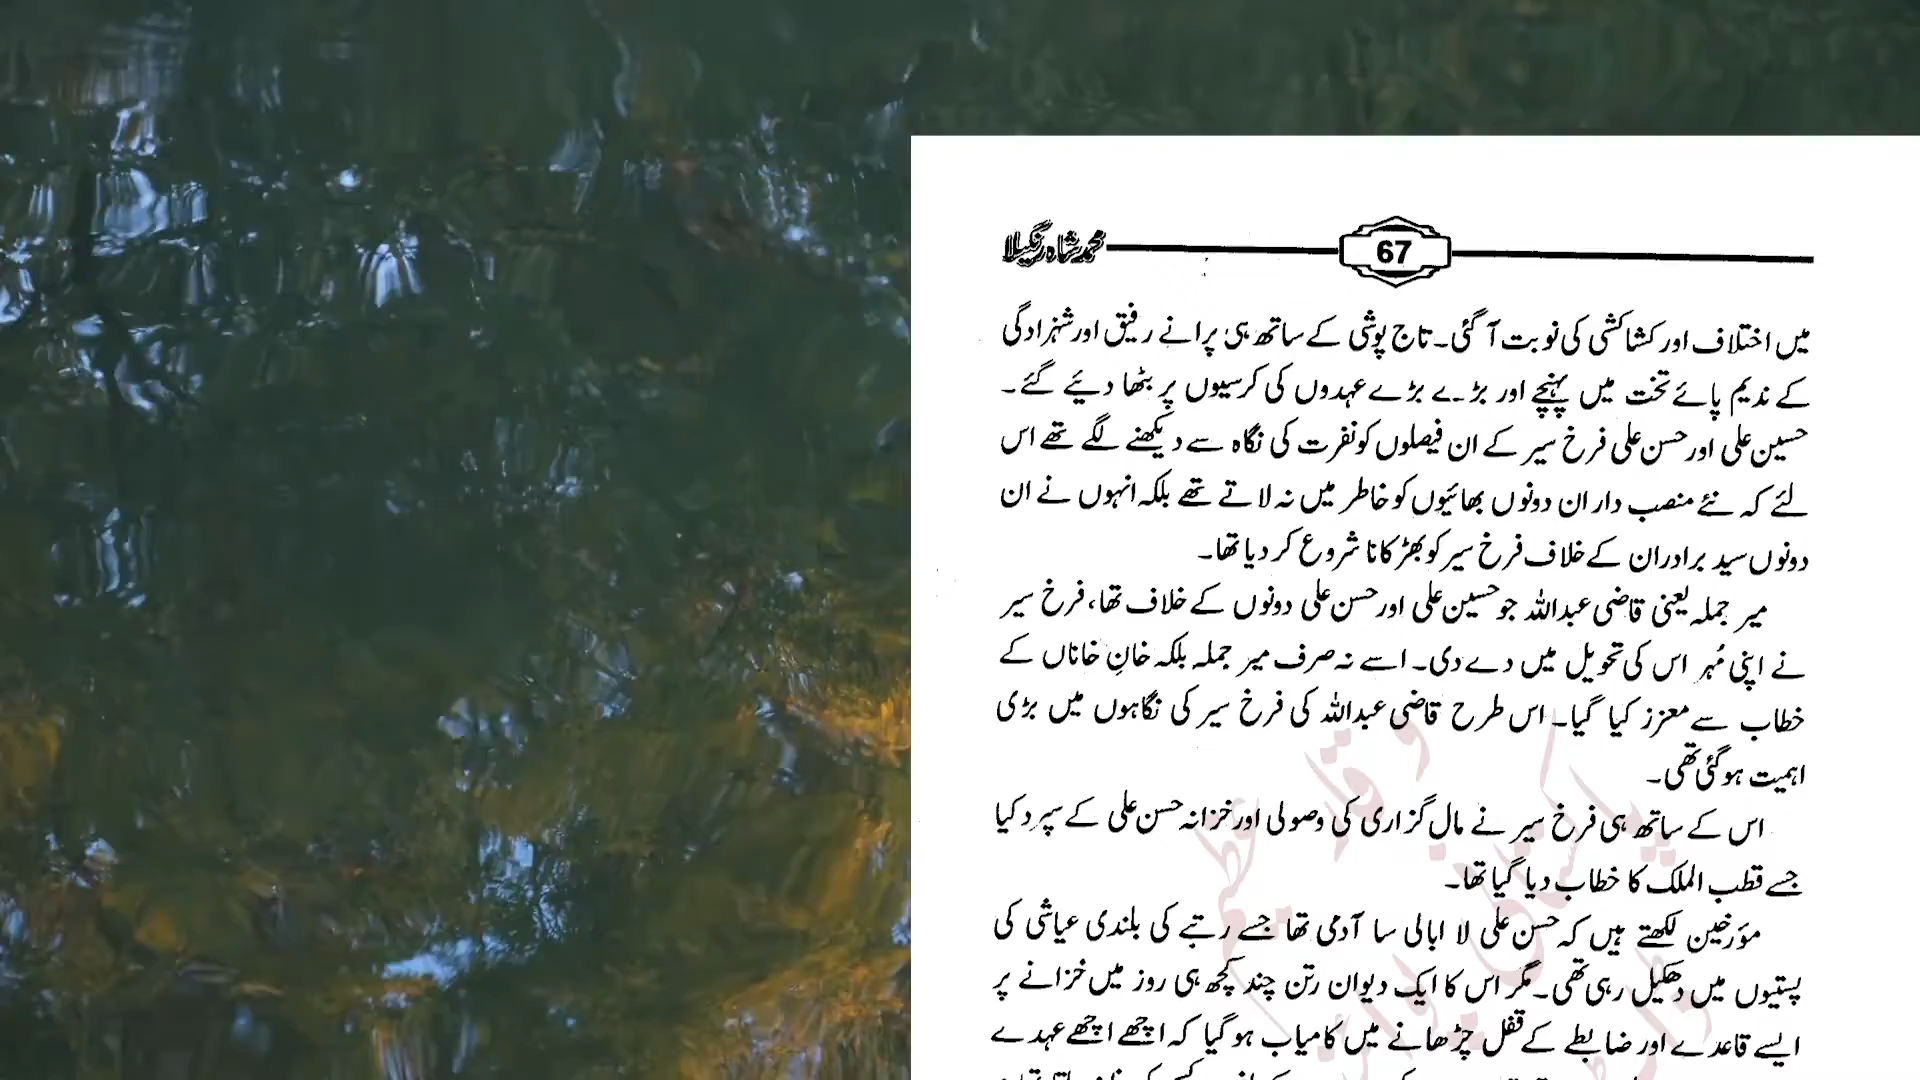 محمد شاہ رنگیلا
67
میں اختلاف اور کشاکشی کی نوبت آ گئی۔ تاج پوشی کے ساتھ ہی پرانے رفیق اور شہزادگی
کے ندیم پائے تخت میں پہنچے اور بڑے بڑے عہدوں کی کرسیوں پر بٹھا دیئے گئے۔
حسین علی اور حسن علی فرخ سیر کے ان فیصلوں کو نفرت کی نگاہ سے دیکھنے لگے تھے اس
لئے کہ نئے منصب دار ان دونوں بھائیوں کو خاطر میں نہ لاتے تھے بلکہ انہوں نے ان
دونوں سید برادران کے خلاف فرخ سیر کو بھڑکانا شروع کر دیا تھا۔
میر جملہ یعنی قاضی عبداللہ جو حسین علی اور حسن علی دونوں کے خلاف تھا، فرخ سیر
نے اپنی مُہر اس کی تحویل میں دے دی۔ اسے نہ صرف میر جملہ بلکہ خانِ خاناں کے
خطاب سے معزز کیا گیا۔ اس طرح قاضی عبداللہ کی فرخ سیر کی نگاہوں میں بڑی
اہمیت ہو گئی تھی۔
اس کے ساتھ ہی فرخ سیر نے مال گزاری کی وصولی اور خزانہ حسن علی کے سپرد کیا
جسے قطب الملک کا خطاب دیا گیا تھا۔
مؤرخین لکھتے ہیں کہ حسن علی لا ابالی سا آدمی تھا جسے رتبے کی بلندی عیاشی کی
پستیوں میں دھکیل رہی تھی۔ مگر اس کا ایک دیوان رتن چند کچھ ہی روز میں خزانے پر
ایسے قاعدے اور ضابطے کے قفل چڑھانے میں کامیاب ہو گیا کہ اچھے اچھے عہدے